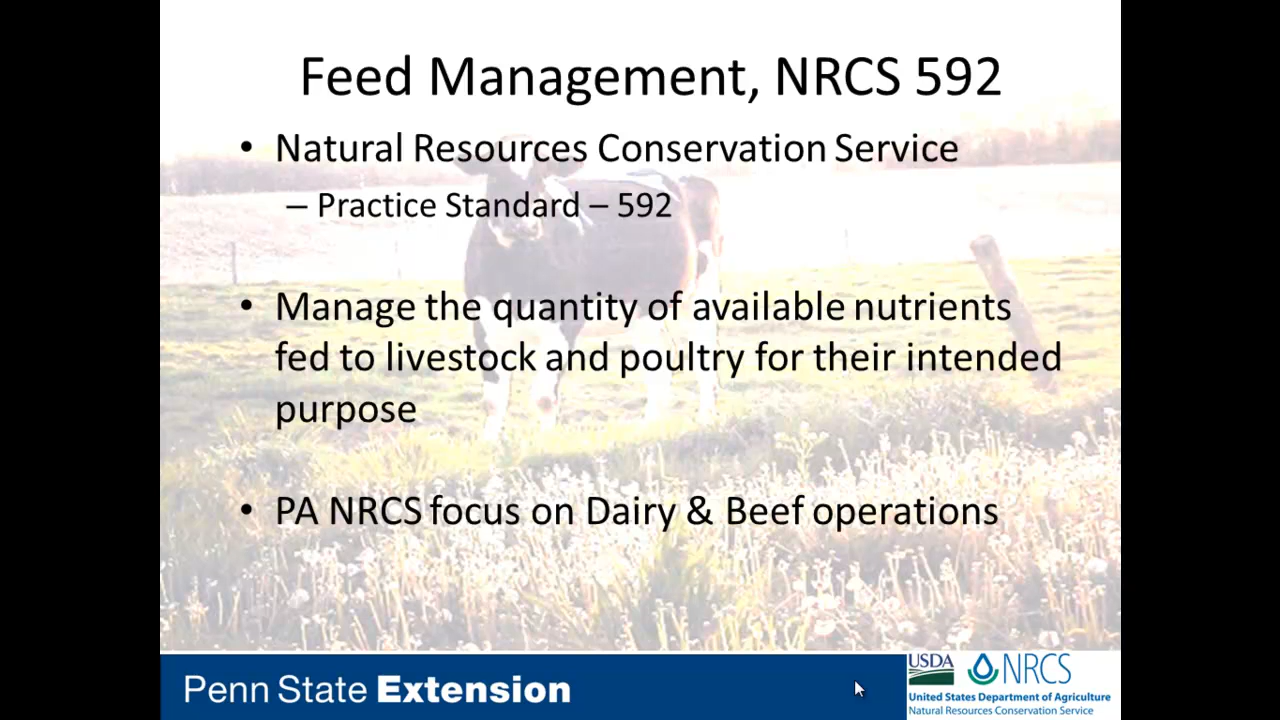 Feed Management, NRCS 592
• Natural Resources Conservation Service
– Practice Standard – 592
• Manage the quantity of available nutrients
fed to livestock and poultry for their intended
purpose
• PA NRCS focus on Dairy & Beef operations
Penn State Extension
USDA NRCS
United States Department of Agriculture
Natural Resources Conservation Service